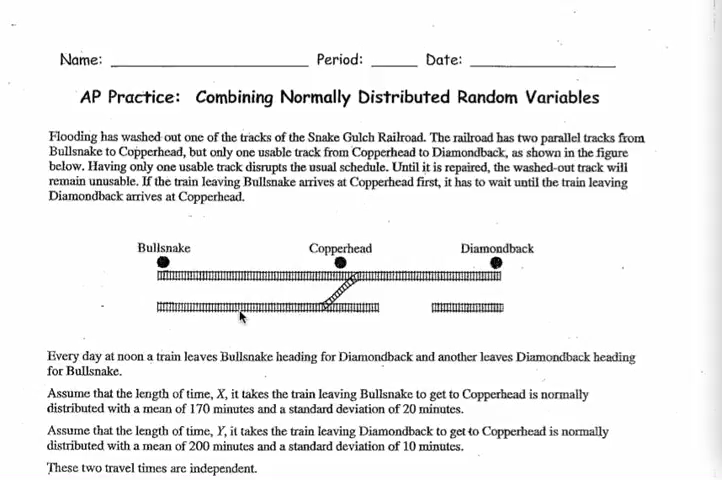 Name: Period: Date:
AP Practice: Combining Normally Distributed Random Variables
Flooding has washed out one of the tracks of the Snake Gulch Railroad. The railroad has two parallel tracks from
Bullsnake to Copperhead, but only one usable track from Copperhead to Diamondback, as shown in the figure
below. Having only one usable track disrupts the usual schedule. Until it is repaired, the washed-out track will
remain unusable. If the train leaving Bullsnake arrives at Copperhead first, it has to wait until the train leaving
Diamondback arrives at Copperhead.
Bullsnake Copperhead Diamondback
Every day at noon a train leaves Bullsnake heading for Diamondback and another leaves Diamondback heading
for Bullsnake.
Assume that the length of time, X, it takes the train leaving Bullsnake to get to Copperhead is normally
distributed with a mean of 170 minutes and a standard deviation of 20 minutes.
Assume that the length of time, Y, it takes the train leaving Diamondback to get to Copperhead is normally
distributed with a mean of 200 minutes and a standard deviation of 10 minutes.
These two travel times are independent.